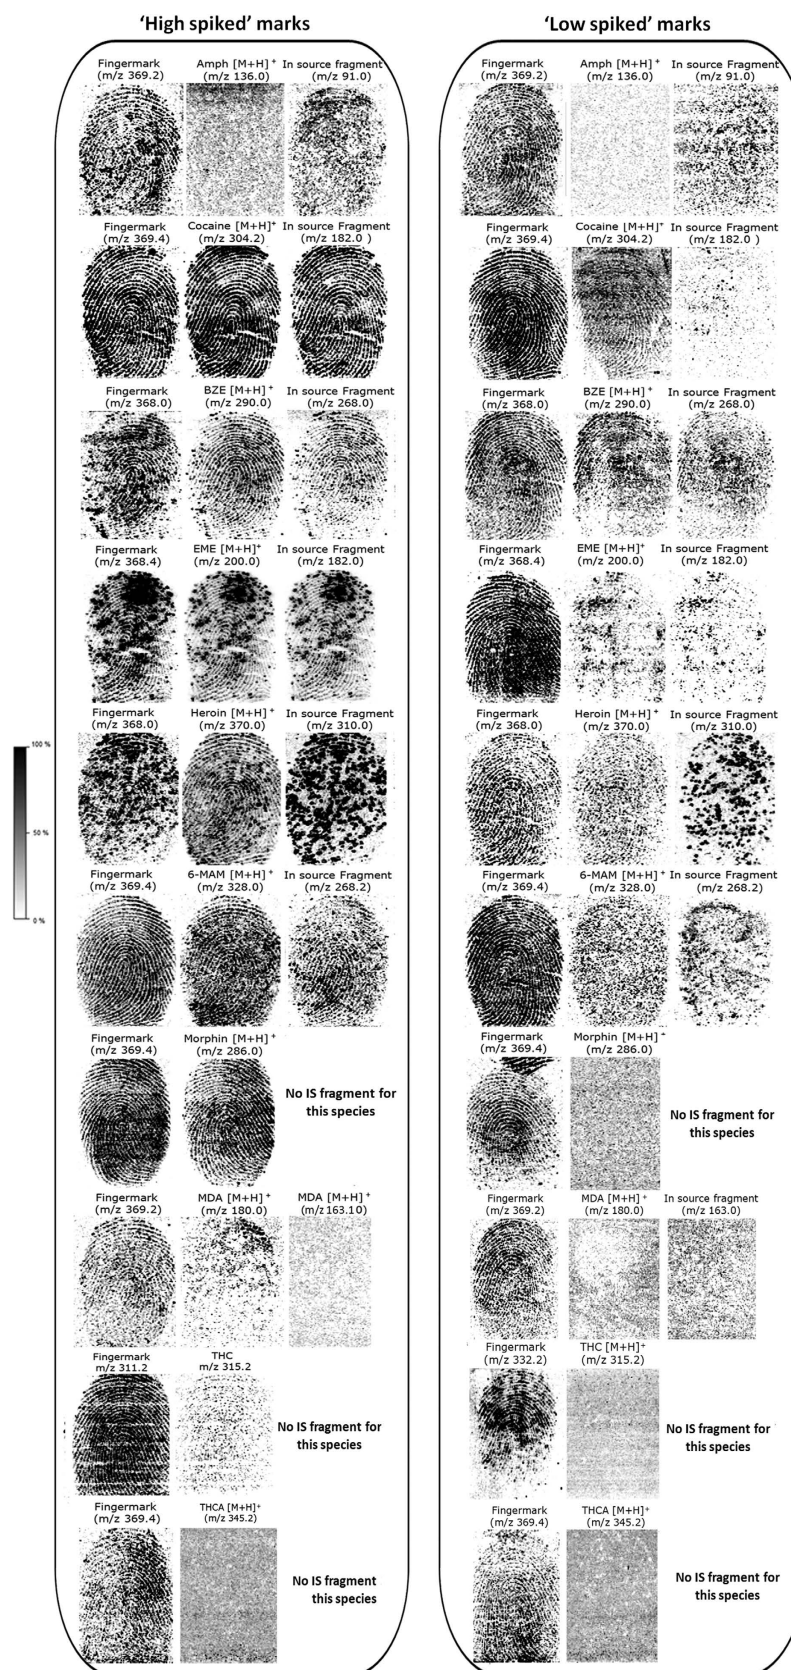 'High spiked' marks
Fingermark Amph [M+H] + In source fragment
(m/z 369.2) (m/z 136.0) (m/z 91.0)
Fingermark Cocaine [M+H]+ In source Fragment
(m/z 369.4) (m/z 304.2) (m/z 182.0 )
Fingermark BZE [M+H] + In source Fragment
(m/z 368.0) (m/z 290.0) (m/z 268.0)
Fingermark EME [M+H]+ In source Fragment
(m/z 368.4) (m/z 200.0) (m/z 182.0)
Fingermark Heroin [M+H] + In source Fragment
(m/z 368.0) (m/z 370.0) (m/z 310.0)
100 %
50 %
0 %
Fingermark 6-MAM [M+H] + In source Fragment
(m/z 369.4) (m/z 328.0) (m/z 268.2)
Fingermark Morphin [M+H] +
(m/z 369.4) (m/z 286.0)
No IS fragment for
this species
Fingermark MDA [M+H] + MDA [M+H] +
(m/z 369.2) (m/z 180.0) (m/z 163.10)
Fingermark THC
m/z 311.2 m/z 315.2
No IS fragment for
this species
Fingermark THCA [M+H]+
(m/z 369.4) (m/z 345.2)
No IS fragment
this species
'Low spiked' marks
Fingermark Amph [M+H] + In source fragment
(m/z 369.2) (m/z 136.0) (m/z 91.0)
Fingermark Cocaine [M+H]+ In source Fragment
(m/z 369.4) (m/z 304.2) (m/z 182.0 )
Fingermark BZE [M+H] + In source Fragment
(m/z 368.0) (m/z 290.0) (m/z 268.0)
Fingermark EME [M+H]+ In source Fragment
(m/z 368.4) (m/z 200.0) (m/z 182.0)
Fingermark Heroin [M+H] + In source Fragment
(m/z 368.0) (m/z 370.0) (m/z 310.0)
Fingermark 6-MAM [M+H] + In source Fragment
(m/z 369.4) (m/z 328.0) (m/z 268.2)
Fingermark Morphin [M+H] +
(m/z 369.4) (m/z 286.0)
No IS fragment for
this species
Fingermark MDA [M+H] + In source fragment
(m/z 369.2) (m/z 180.0) (m/z 163.0)
Fingermark THC [M+H]+
(m/z 332.2) (m/z 315.2)
No IS fragment for
this species
Fingermark THCA [M+H]+
(m/z 369.4) (m/z 345.2)
No IS fragment for
this species